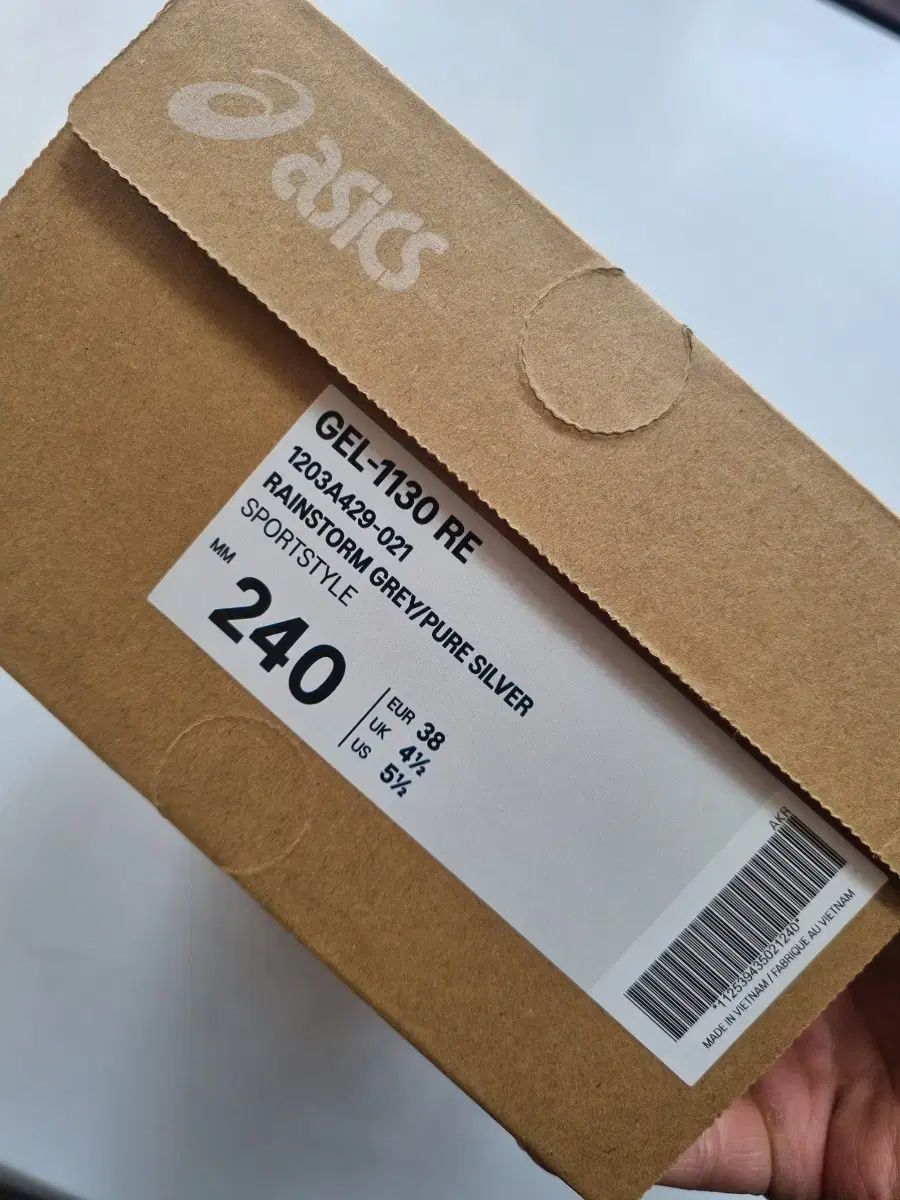 asics
GEL-1130 RE
1203A429-021
RAINSTORM GREY/PURE SILVER
SPORTSTYLE
MM
240
EUR 38
UK 4½
US 5½
*112539435021240*
MADE IN VIETNAM / FABRIQUE AU VIETNAM